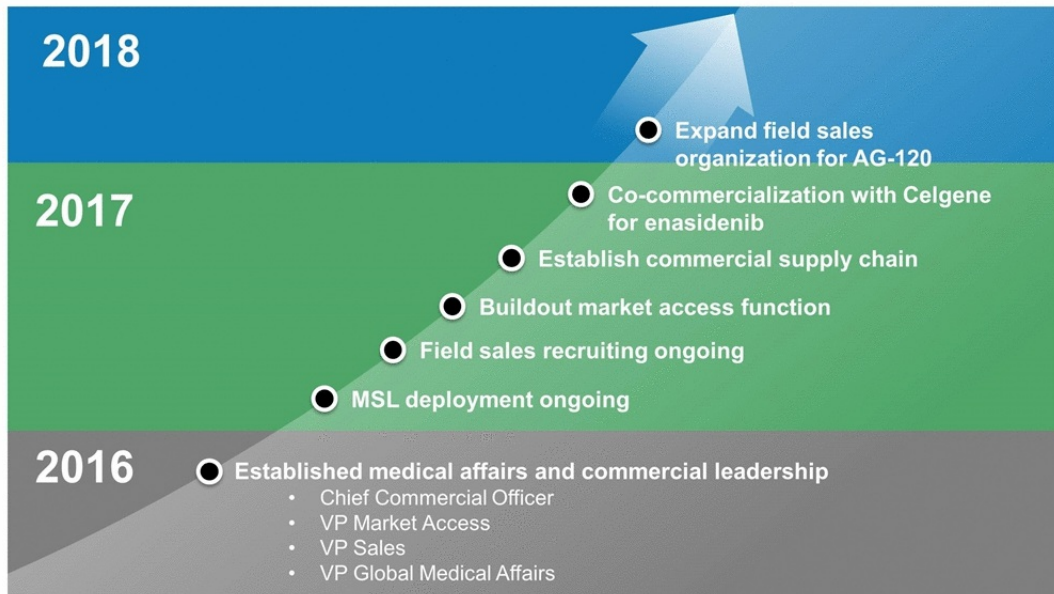 2018
Expand field sales
organization for AG-120
2017
Co-commercialization with Celgene
for enasidenib
Establish commercial supply chain
Buildout market access function
Field sales recruiting ongoing
MSL deployment ongoing
2016
Established medical affairs and commercial leadership
• Chief Commercial Officer
• VP Market Access
• VP Sales
• VP Global Medical Affairs